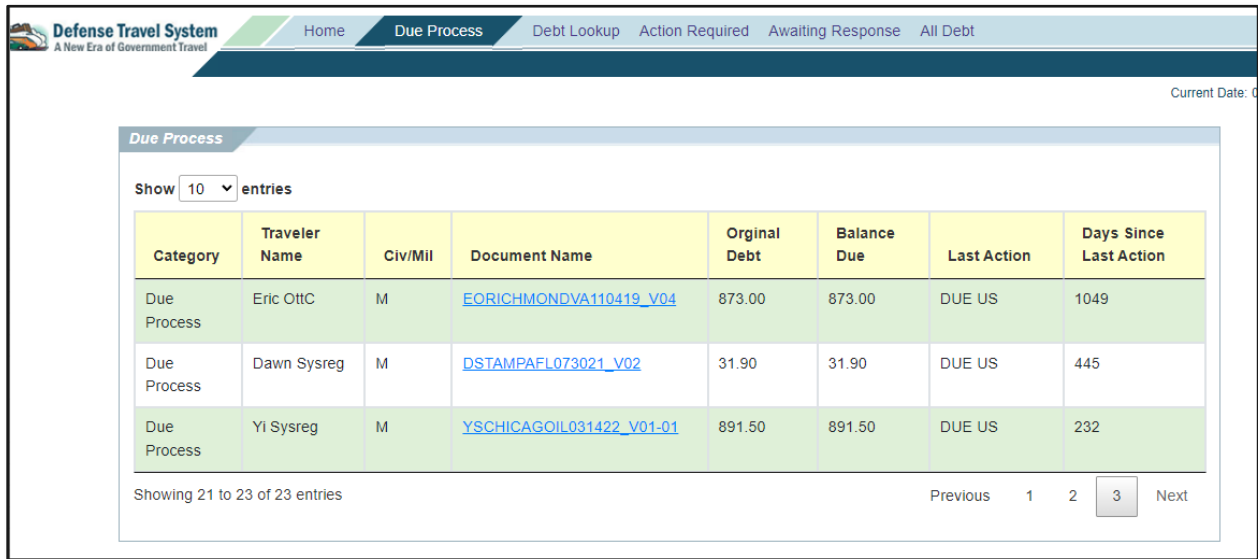 Defense Travel System
A New Era of Government Travel
Home Due Process Debt Lookup Action Required Awaiting Response All Debt
Current Date: 0
Due Process
Show 10 entries
Category Traveler Name Civ/Mil Document Name Orginal Debt Balance Due Last Action Days Since Last Action
Due Process Eric OttC M EORICHMONDVA110419_V04 873.00 873.00 DUE US 1049
Due Process Dawn Sysreg M DSTAMPAFL073021_V02 31.90 31.90 DUE US 445
Due Process Yi Sysreg M YSCHICAGOIL031422_V01-01 891.50 891.50 DUE US 232
Showing 21 to 23 of 23 entries
Previous 1 2 3 Next